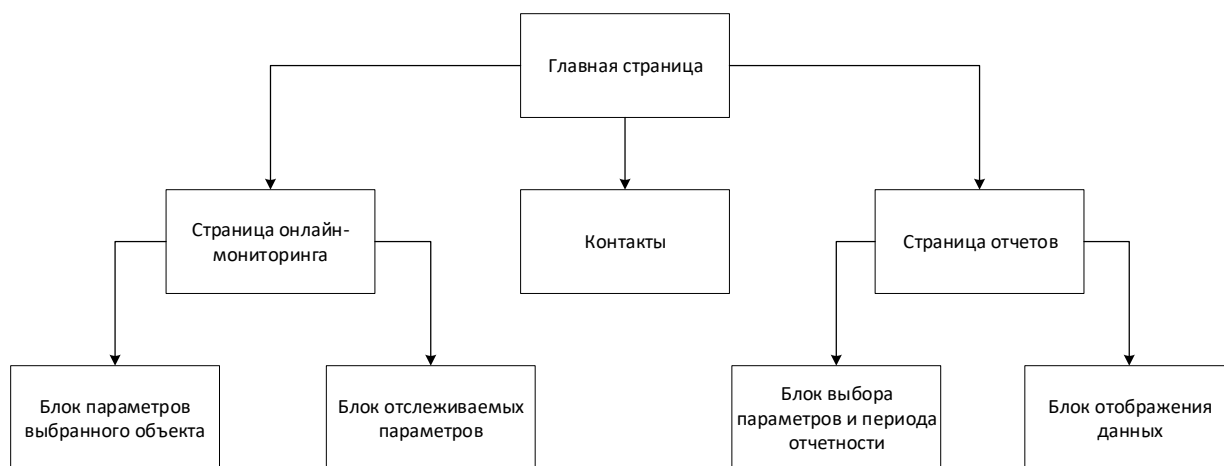 Главная страница
Страница онлайн-
мониторинга
Контакты
Страница отчетов
Блок параметров
выбранного объекта
Блок отслеживаемых
параметров
Блок выбора
параметров и периода
отчетности
Блок отображения
данных